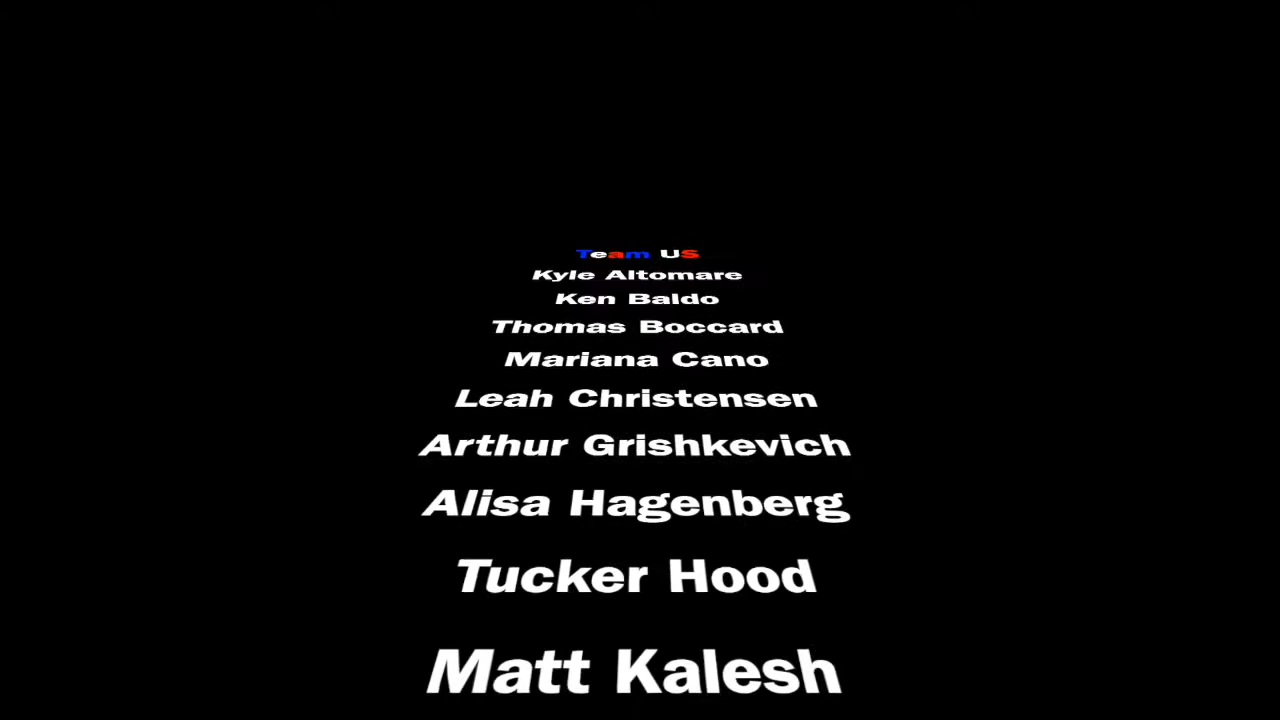 Team US
Kyle Altomare
Ken Baldo
Thomas Boccard
Mariana Cano
Leah Christensen
Arthur Grishkevich
Alisa Hagenberg
Tucker Hood
Matt Kalesh